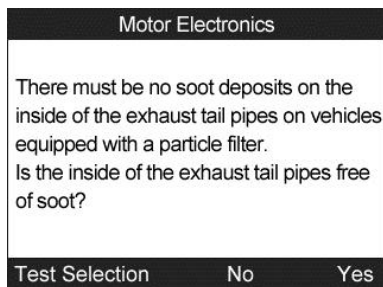 Motor Electronics
There must be no soot deposits on the
inside of the exhaust tail pipes on vehicles
equipped with a particle filter.
Is the inside of the exhaust tail pipes free
of soot?
Test Selection No Yes